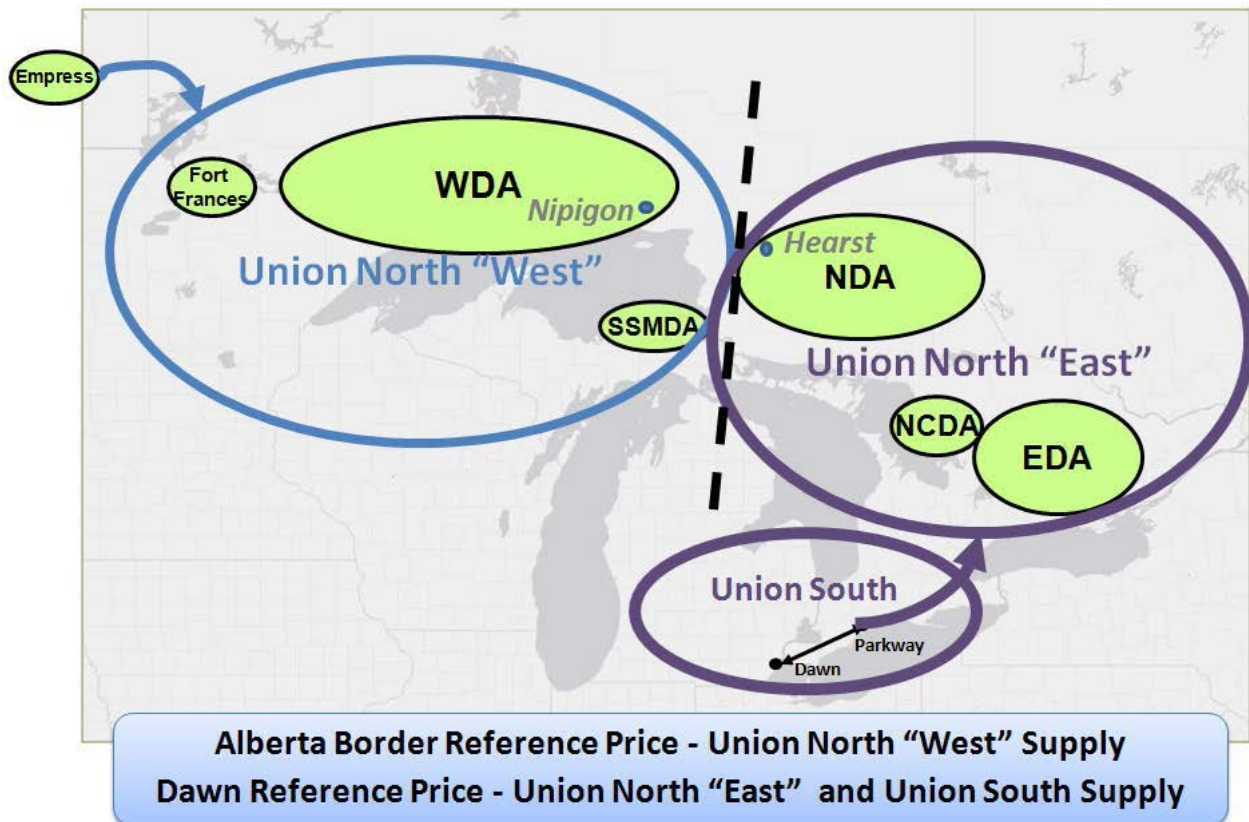 Empress
Fort
Frances
WDA
Nipigon
Union North “West”
SSMDA
Hearst
NDA
Union North “East”
NCDA
EDA
Union South
Parkway
Dawn
Alberta Border Reference Price - Union North “West” Supply
Dawn Reference Price - Union North “East” and Union South Supply